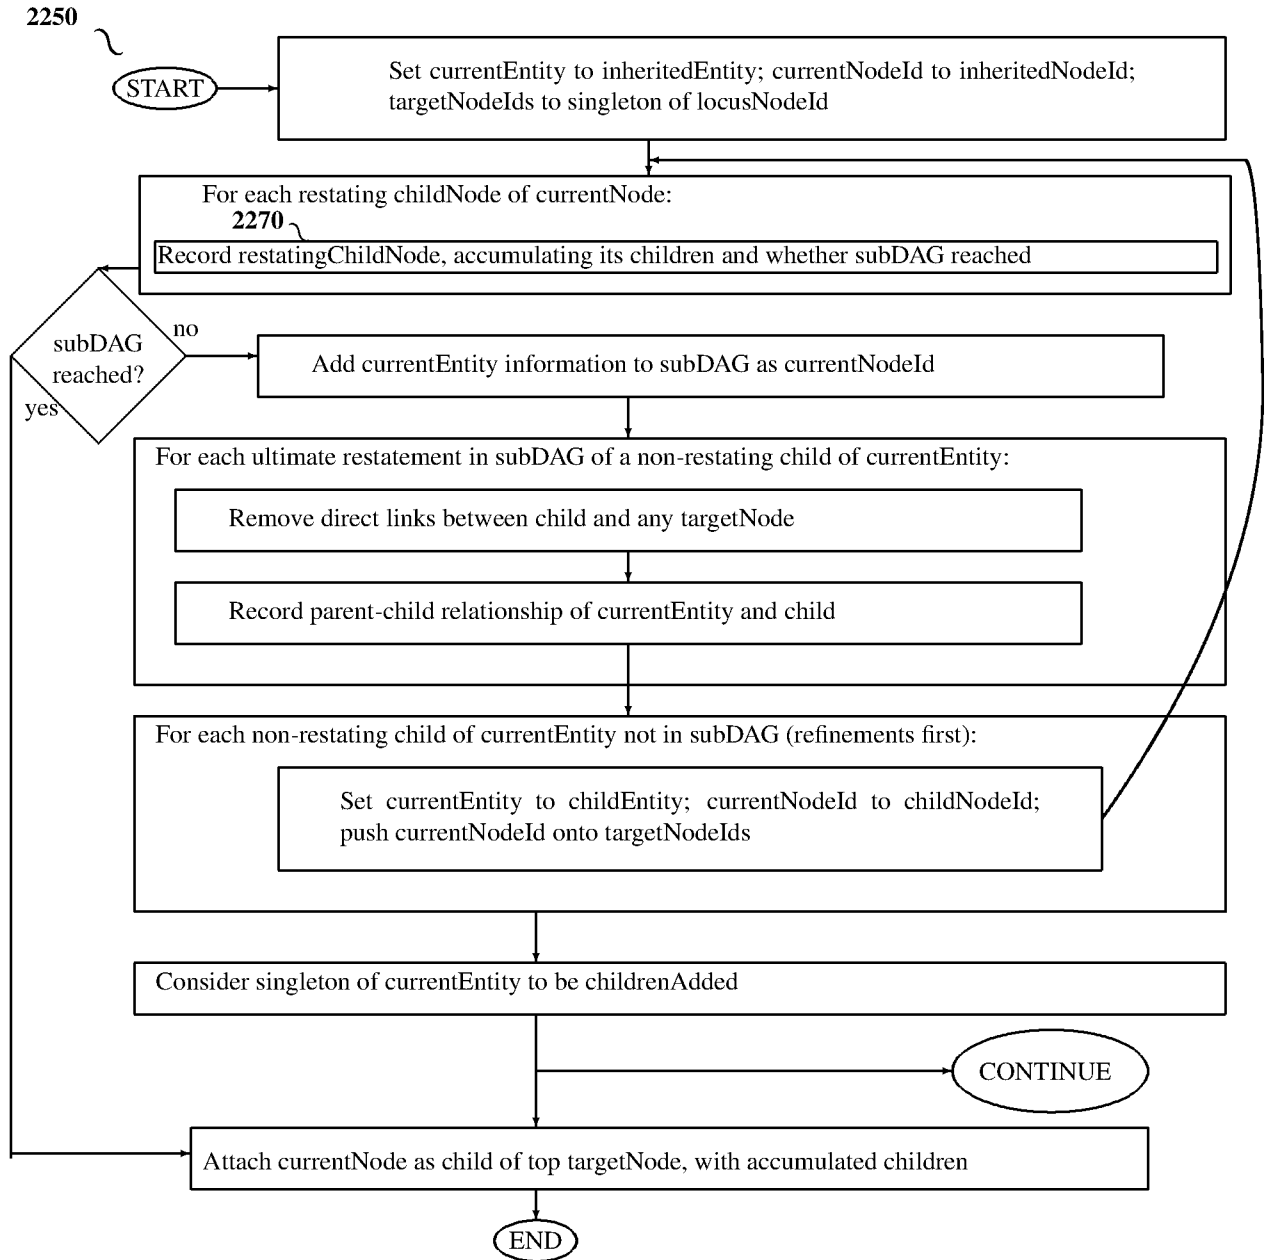 2250
START
Set currentEntity to inheritedEntity; currentNodeId to inheritedNodeId;
targetNodeIds to singleton of locusNodeId
For each restating childNode of currentNode:
2270
Record restatingChildNode, accumulating its children and whether subDAG reached
subDAG
reached?
no
yes
Add currentEntity information to subDAG as currentNodeId
For each ultimate restatement in subDAG of a non-restating child of currentEntity:
Remove direct links between child and any targetNode
Record parent-child relationship of currentEntity and child
For each non-restating child of currentEntity not in subDAG (refinements first):
Set currentEntity to childEntity; currentNodeId to childNodeId;
push currentNodeId onto targetNodeIds
Consider singleton of currentEntity to be childrenAdded
CONTINUE
Attach currentNode as child of top targetNode, with accumulated children
END